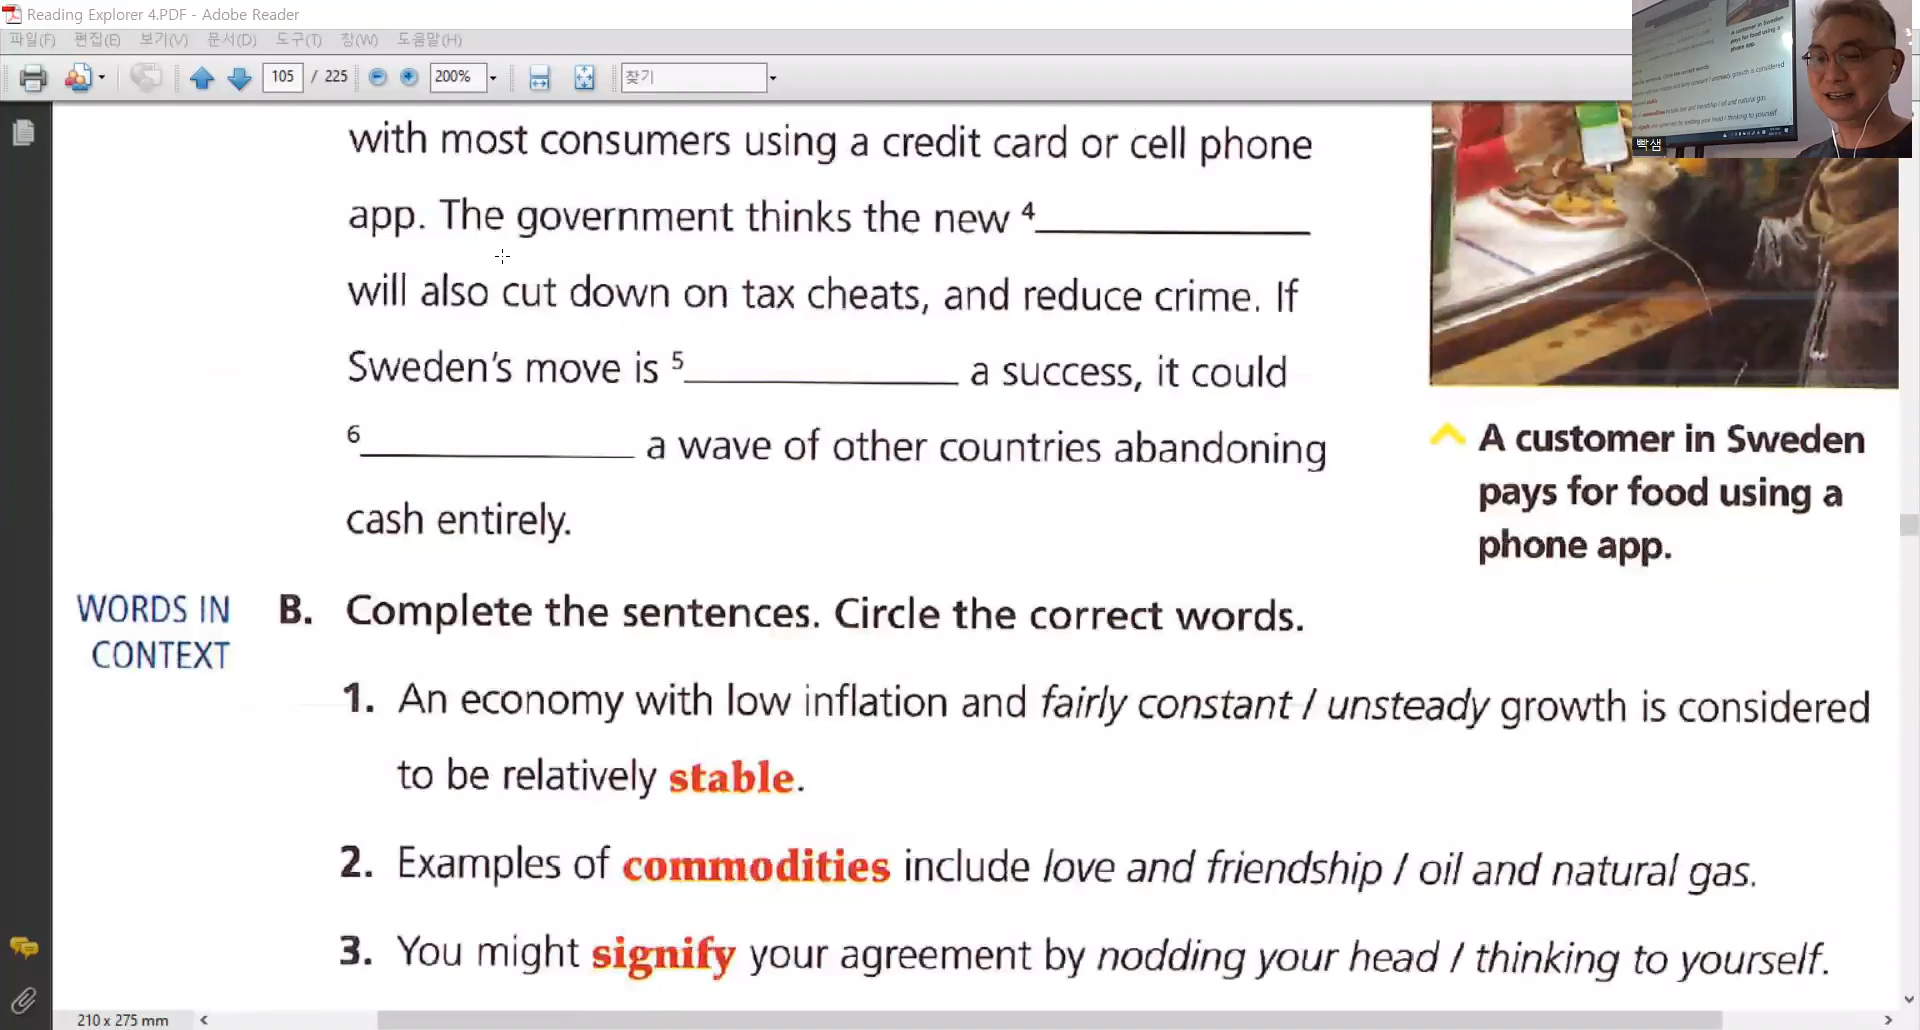 Reading Explorer 4.PDF - Adobe Reader
파일(F) 편집(E) 보기(V) 문서(D) 도구(T) 창(W) 도움말(H)
105 / 225 200% 찾기
with most consumers using a credit card or cell phone
app. The government thinks the new 4____________
will also cut down on tax cheats, and reduce crime. If
Sweden's move is 5____________ a success, it could
6____________ a wave of other countries abandoning
cash entirely.
A customer in Sweden
pays for food using a
phone app.
빡샘
WORDS IN
CONTEXT
B. Complete the sentences. Circle the correct words.
1. An economy with low inflation and fairly constant / unsteady growth is considered
to be relatively stable.
2. Examples of commodities include love and friendship / oil and natural gas.
3. You might signify your agreement by nodding your head / thinking to yourself.
210 x 275 mm